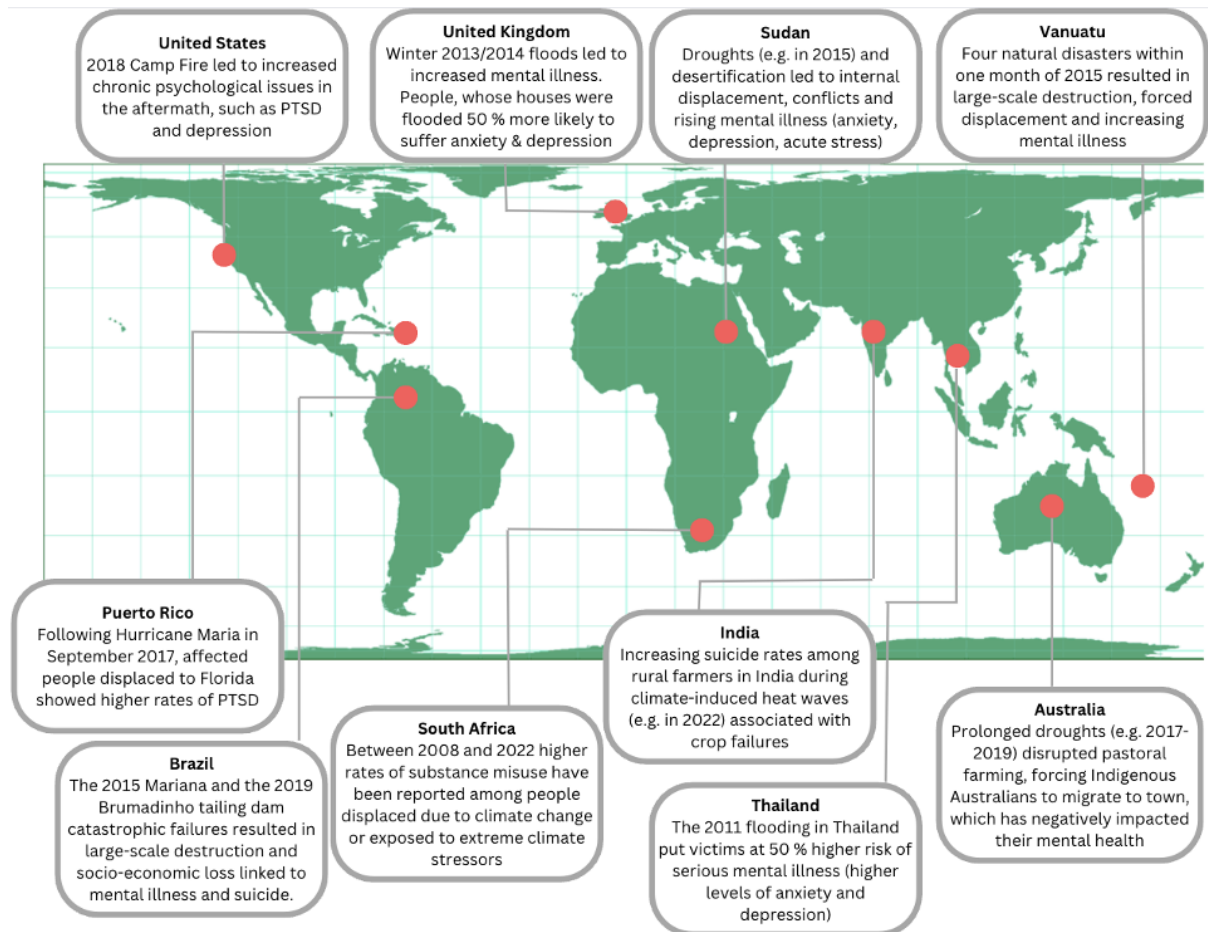 United States
2018 Camp Fire led to increased
chronic psychological issues in
the aftermath, such as PTSD
and depression
United Kingdom
Winter 2013/2014 floods led to
increased mental illness.
People, whose houses were
flooded 50 % more likely to
suffer anxiety & depression
Sudan
Droughts (e.g. in 2015) and
desertification led to internal
displacement, conflicts and
rising mental illness (anxiety,
depression, acute stress)
Vanuatu
Four natural disasters within
one month of 2015 resulted in
large-scale destruction, forced
displacement and increasing
mental illness
Puerto Rico
Following Hurricane Maria in
September 2017, affected
people displaced to Florida
showed higher rates of PTSD
Brazil
The 2015 Mariana and the 2019
Brumadinho tailing dam
catastrophic failures resulted in
large-scale destruction and
socio-economic loss linked to
mental illness and suicide.
South Africa
Between 2008 and 2022 higher
rates of substance misuse have
been reported among people
displaced due to climate change
or exposed to extreme climate
stressors
India
Increasing suicide rates among
rural farmers in India during
climate-induced heat waves
(e.g. in 2022) associated with
crop failures
Thailand
The 2011 flooding in Thailand
put victims at 50 % higher risk of
serious mental illness (higher
levels of anxiety and
depression)
Australia
Prolonged droughts (e.g. 2017-
2019) disrupted pastoral
farming, forcing Indigenous
Australians to migrate to town,
which has negatively impacted
their mental health